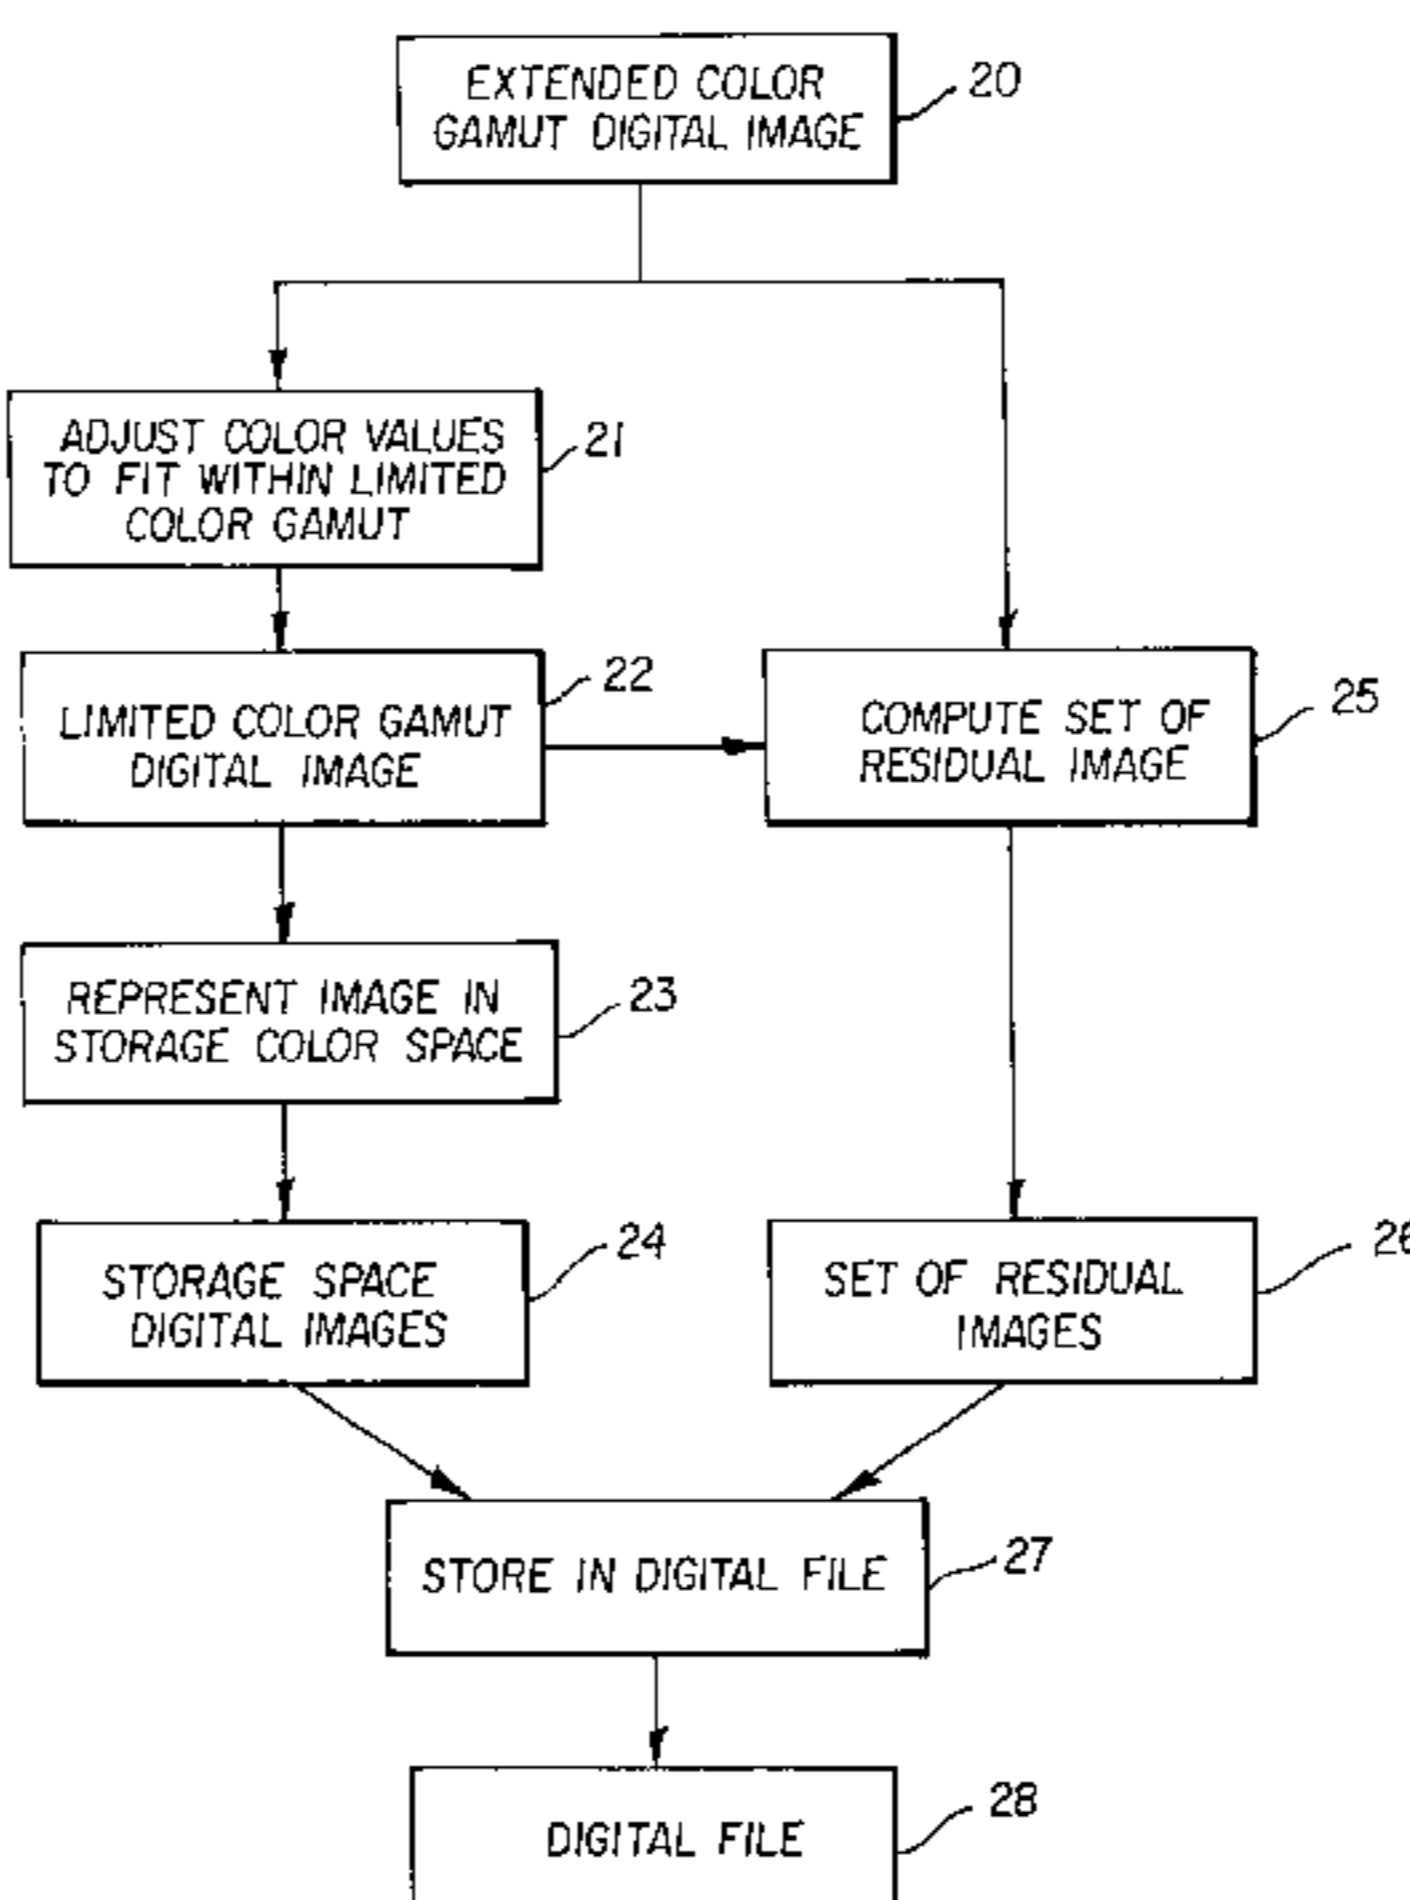 EXTENDED COLOR
GAMUT DIGITAL IMAGE
20
ADJUST COLOR VALUES
TO FIT WITHIN LIMITED
COLOR GAMUT
21
LIMITED COLOR GAMUT
DIGITAL IMAGE
22
COMPUTE SET OF
RESIDUAL IMAGE
25
REPRESENT IMAGE IN
STORAGE COLOR SPACE
23
STORAGE SPACE
DIGITAL IMAGES
24
SET OF RESIDUAL
IMAGES
26
STORE IN DIGITAL FILE
27
DIGITAL FILE
28